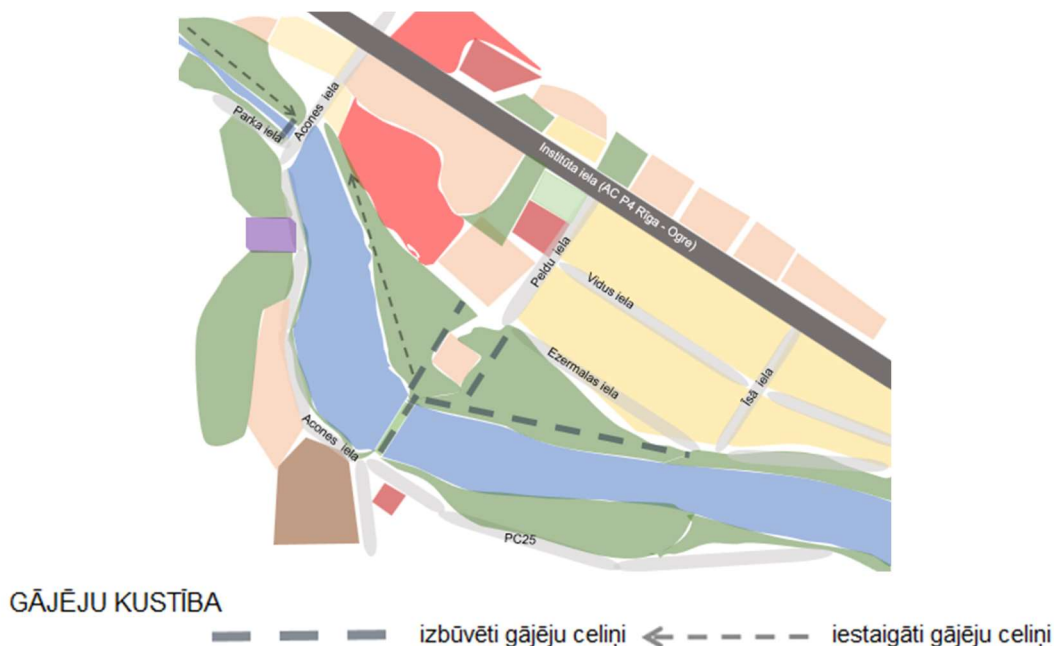 Parka iela
Acones iela
Institūta iela (AC P4 Rīga - Ogre)
Peldu iela
Vidus iela
Ezermalas iela
Īsā iela
Acones iela
PC25
GĀJĒJU KUSTĪBA
izbūvēti gājēju celiņi
iestaigāti gājēju celiņi